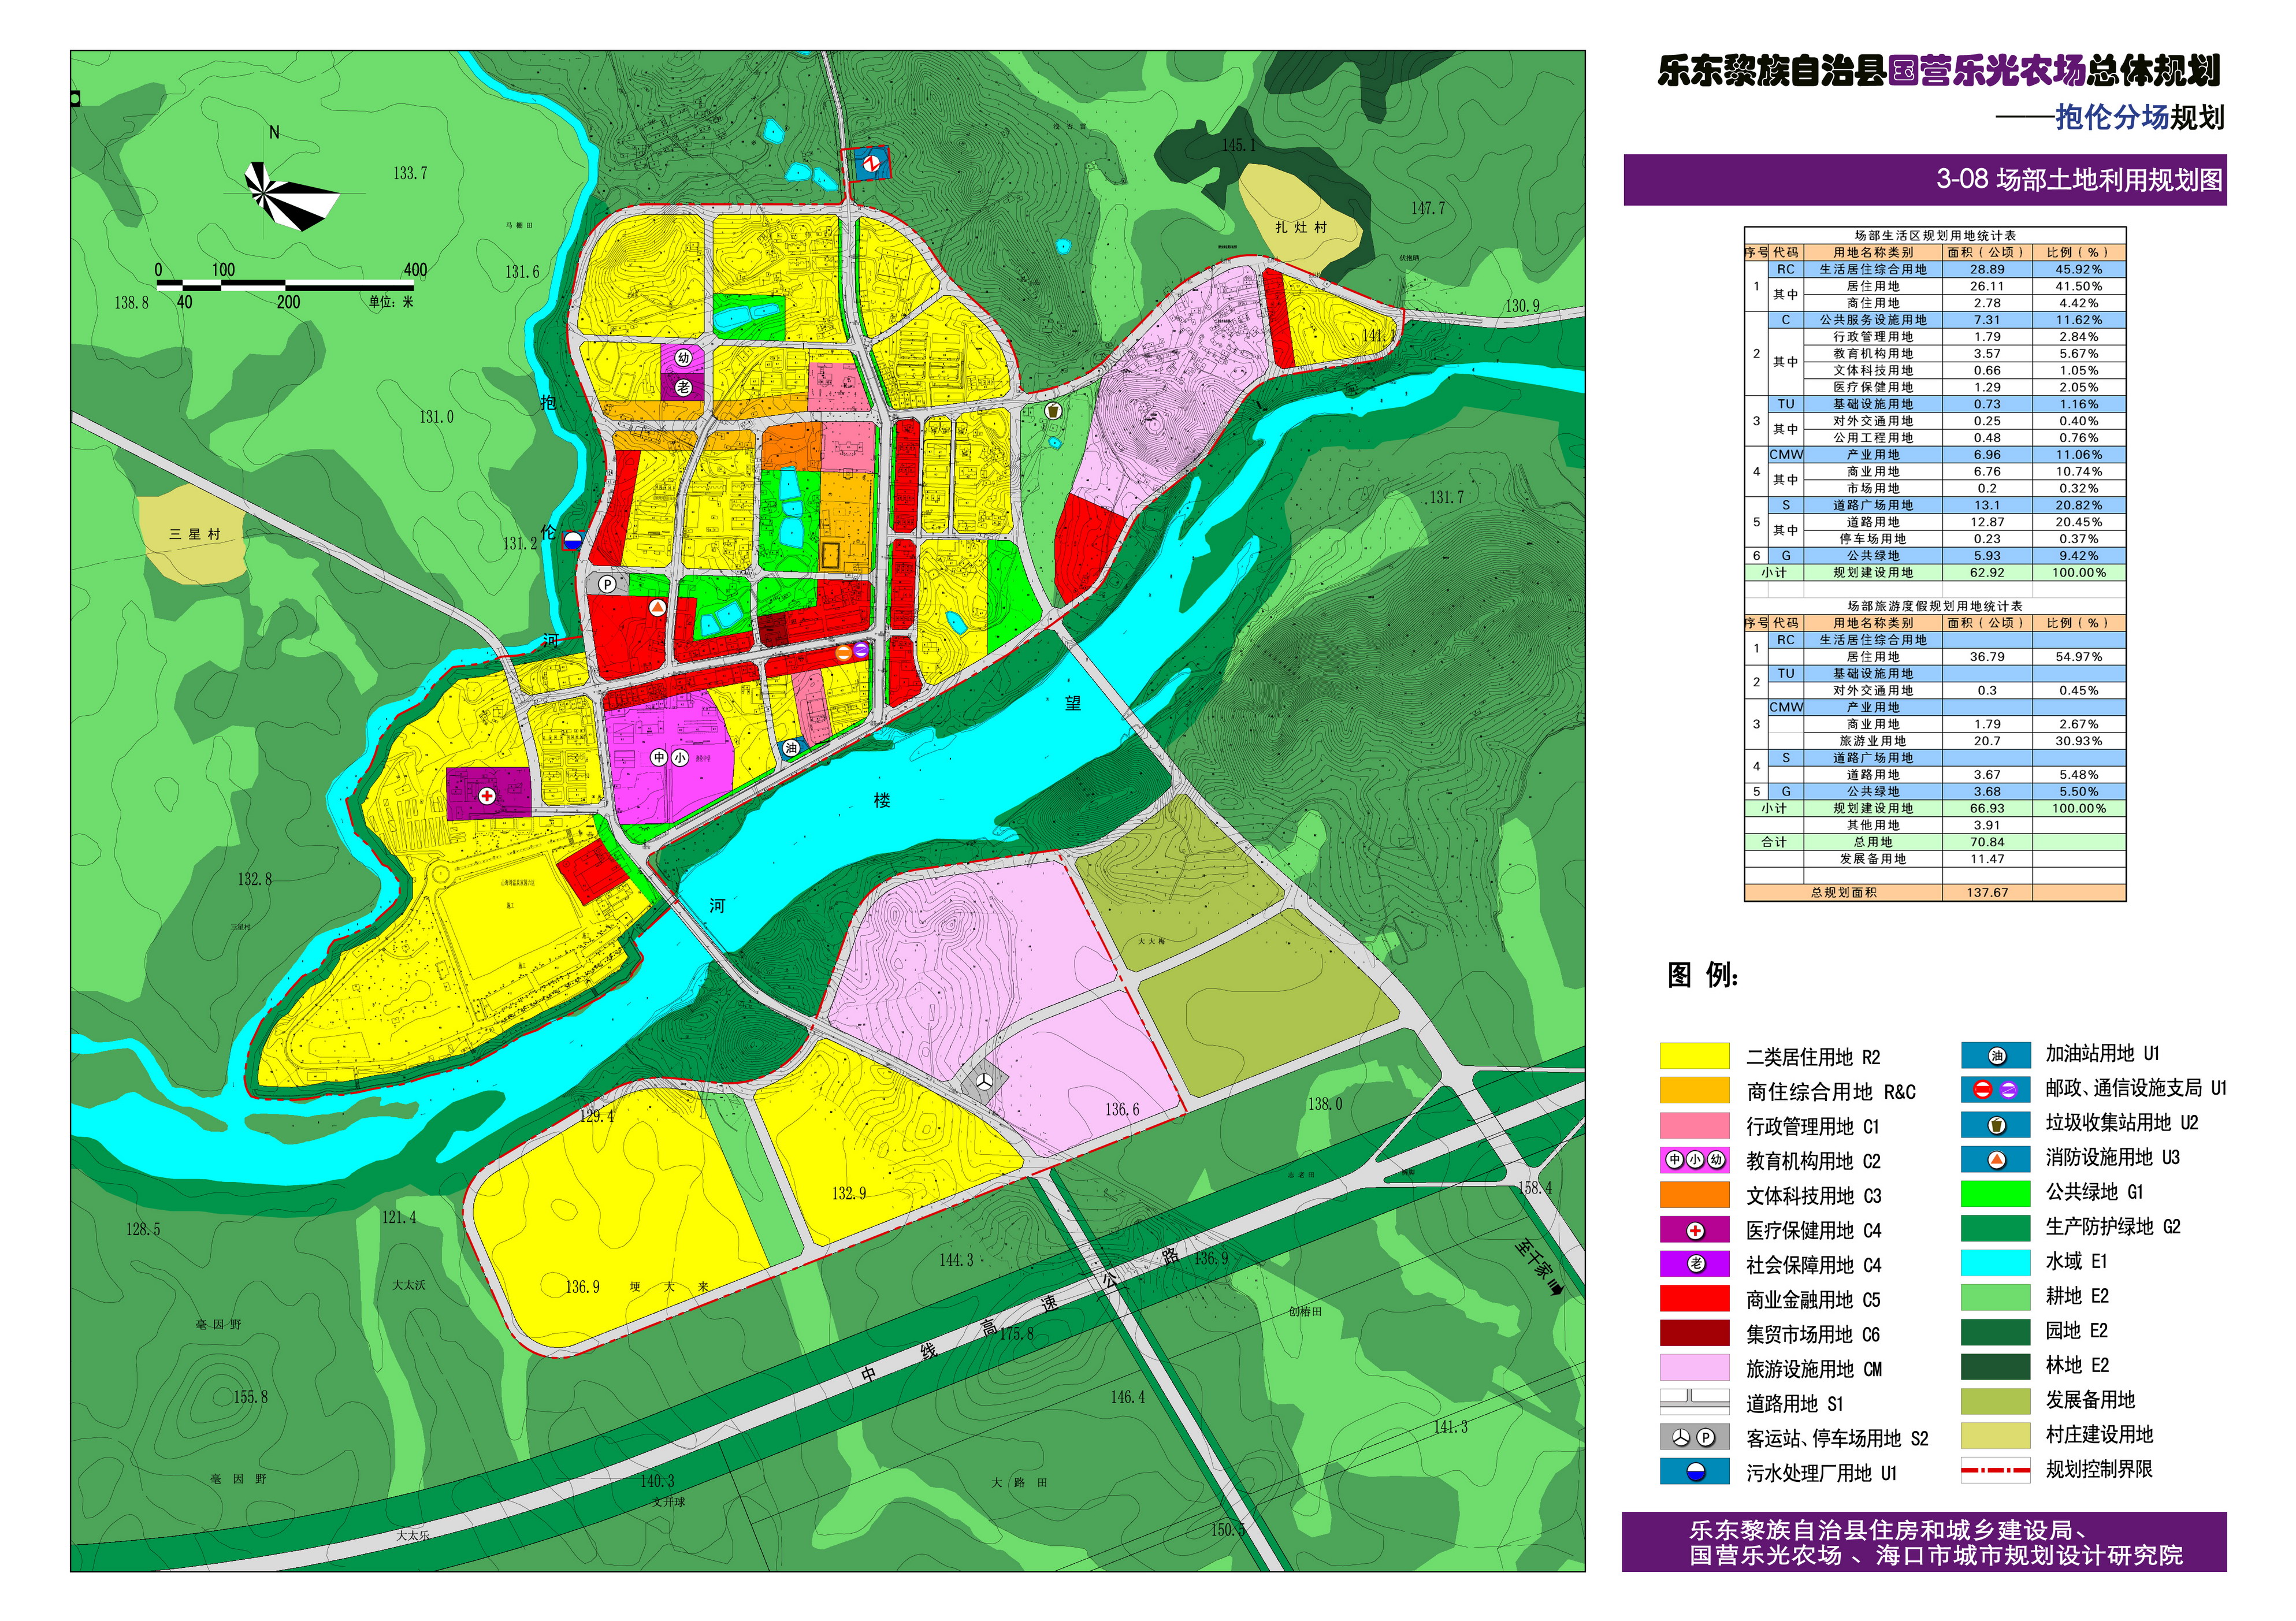 乐东黎族自治县国营乐光农场总体规划
——抱伦分场规划
3-08 场部土地利用规划图
场部生活区规划用地统计表
序号 代码 用地名称类别 面积(公顷) 比例(%)
1 RC 生活居住综合用地 28.89 45.92%
其中 居住用地 26.11 41.50%
商住用地 2.78 4.42%
2 C 公共服务设施用地 7.31 11.62%
其中 行政管理用地 1.79 2.84%
教育机构用地 3.57 5.67%
文体科技用地 0.66 1.05%
医疗保健用地 1.29 2.05%
3 TU 基础设施用地 0.73 1.16%
其中 对外交通用地 0.25 0.40%
公用工程用地 0.48 0.76%
4 CMW 产业用地 6.96 11.06%
其中 商业用地 6.76 10.74%
市场用地 0.2 0.32%
5 S 道路广场用地 13.1 20.82%
其中 道路用地 12.87 20.45%
停车场用地 0.23 0.37%
6 G 公共绿地 5.93 9.42%
小计 规划建设用地 62.92 100.00%
场部旅游度假规划用地统计表
序号 代码 用地名称类别 面积(公顷) 比例(%)
1 RC 生活居住综合用地
居住用地 36.79 54.97%
2 TU 基础设施用地
对外交通用地 0.3 0.45%
3 CMW 产业用地
商业用地 1.79 2.67%
旅游业用地 20.7 30.93%
4 S 道路广场用地
道路用地 3.67 5.48%
5 G 公共绿地 3.68 5.50%
小计 规划建设用地 66.93 100.00%
其他用地 3.91
合计 总用地 70.84
发展备用地 11.47
总规划面积 137.67
图 例:
二类居住用地 R2
商住综合用地 R&C
行政管理用地 C1
中 小 幼 教育机构用地 C2
文体科技用地 C3
医疗保健用地 C4
老 社会保障用地 C4
商业金融用地 C5
集贸市场用地 C6
旅游设施用地 CM
道路用地 S1
P 客运站、停车场用地 S2
污水处理厂用地 U1
油 加油站用地 U1
邮政、通信设施支局 U1
垃圾收集站用地 U2
消防设施用地 U3
公共绿地 G1
生产防护绿地 G2
水域 E1
耕地 E2
园地 E2
林地 E2
发展备用地
村庄建设用地
规划控制界限
乐东黎族自治县住房和城乡建设局、
国营乐光农场 、海口市城市规划设计研究院
N
0 100 400
40 200 单位: 米
133.7
138.8
131.6
马棚田
145.1
147.7
扎灶村
130.9
141.1
131.0
131.7
131.2
三星村
抱伦河
幼
老
P
油
中 小
望楼河
132.8
三星村
施工
施工
施工
大大梅
129.4
136.6
138.0
132.9
158.4
至千家
128.5
121.4
144.3
136.9
136.9
埂大来
大太沃
毫因野
175.8
创椿田
中线高速公路
155.8
146.4
141.3
毫因野
140.3
文开球
大路田
大太乐
150.5